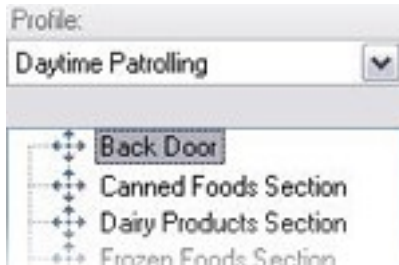 Profile:
Daytime Patrolling
Back Door
Canned Foods Section
Dairy Products Section
Frozen Foods Section